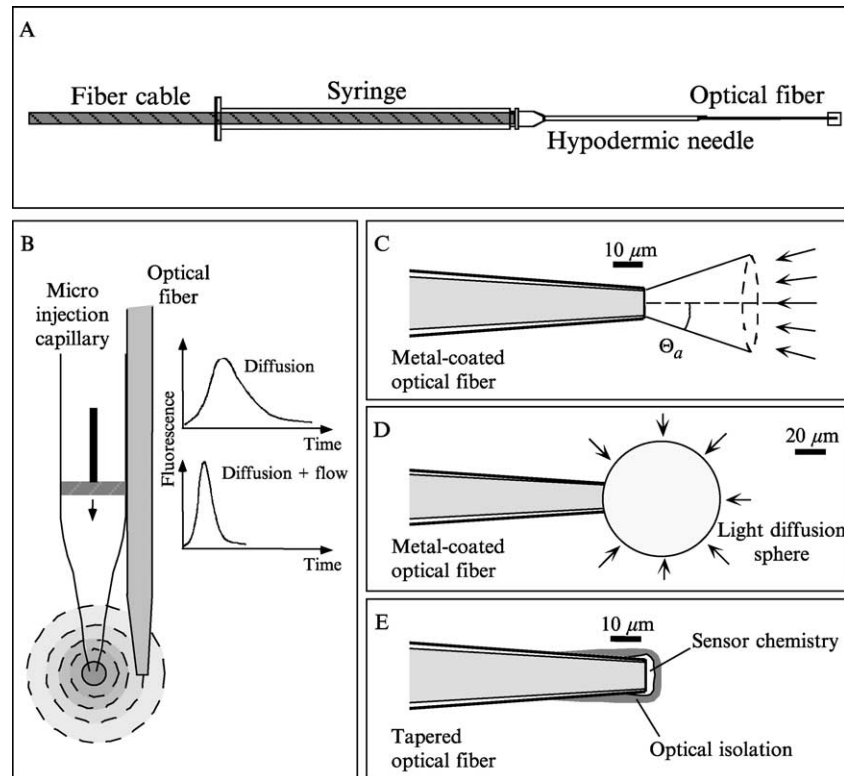 A
Fiber cable
Syringe
Optical fiber
Hypodermic needle
B
Optical
fiber
Micro
injection
capillary
Diffusion
Time
Fluorescence
Diffusion + flow
Time
C
10 μm
Θa
Metal-coated
optical fiber
D
20 μm
Light diffusion
sphere
Metal-coated
optical fiber
E
10 μm
Sensor chemistry
Tapered
optical fiber
Optical isolation